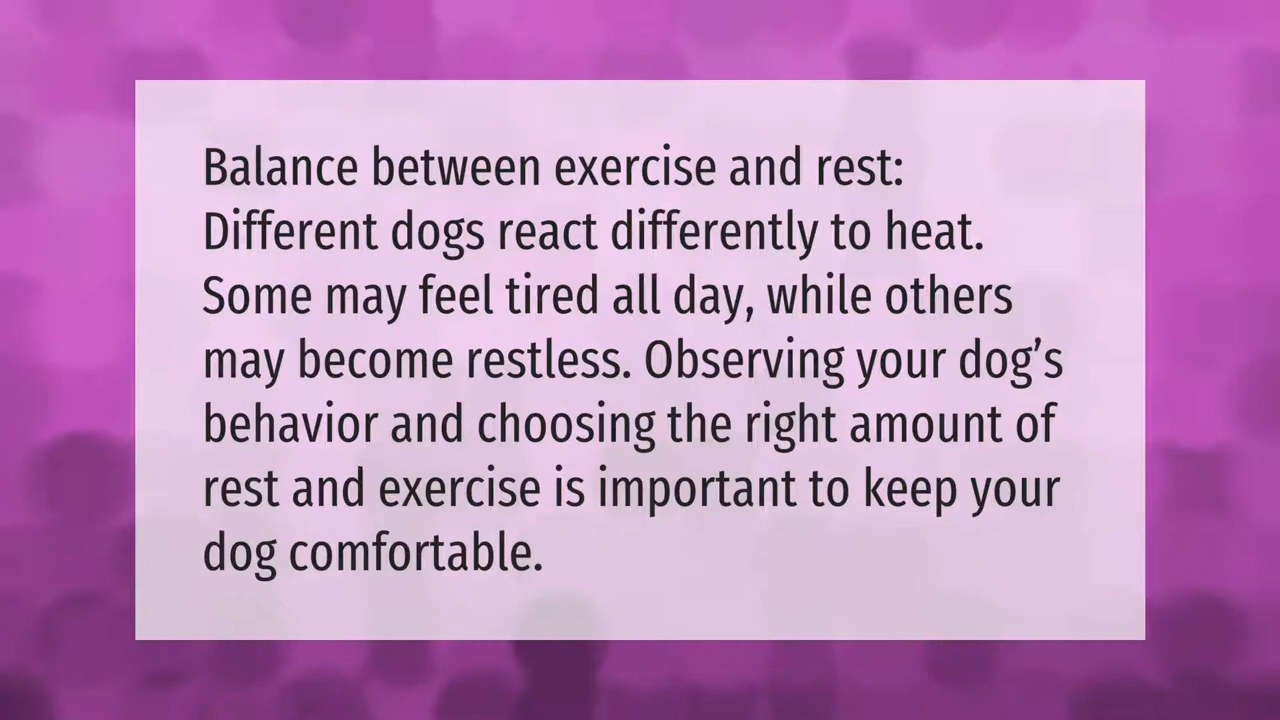 Balance between exercise and rest:
Different dogs react differently to heat.
Some may feel tired all day, while others
may become restless. Observing your dog’s
behavior and choosing the right amount of
rest and exercise is important to keep your
dog comfortable.